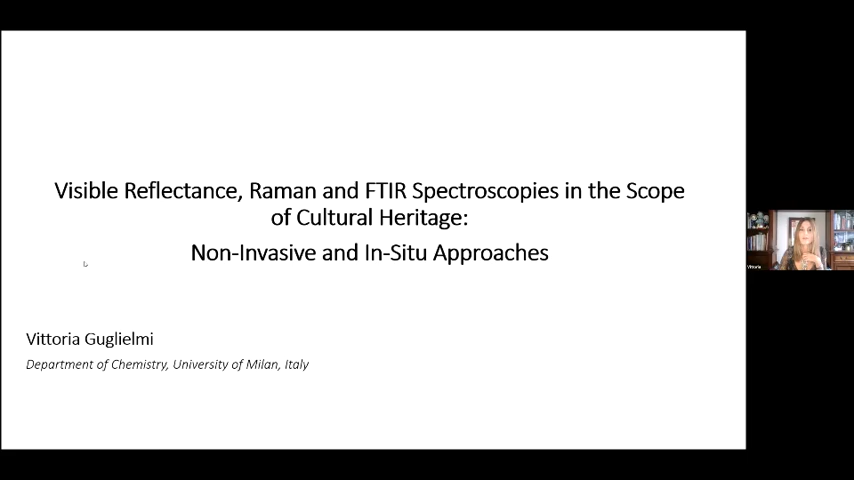 Visible Reflectance, Raman and FTIR Spectroscopies in the Scope
of Cultural Heritage:
Non-Invasive and In-Situ Approaches
Vittoria Guglielmi
Department of Chemistry, University of Milan, Italy
Vittoria